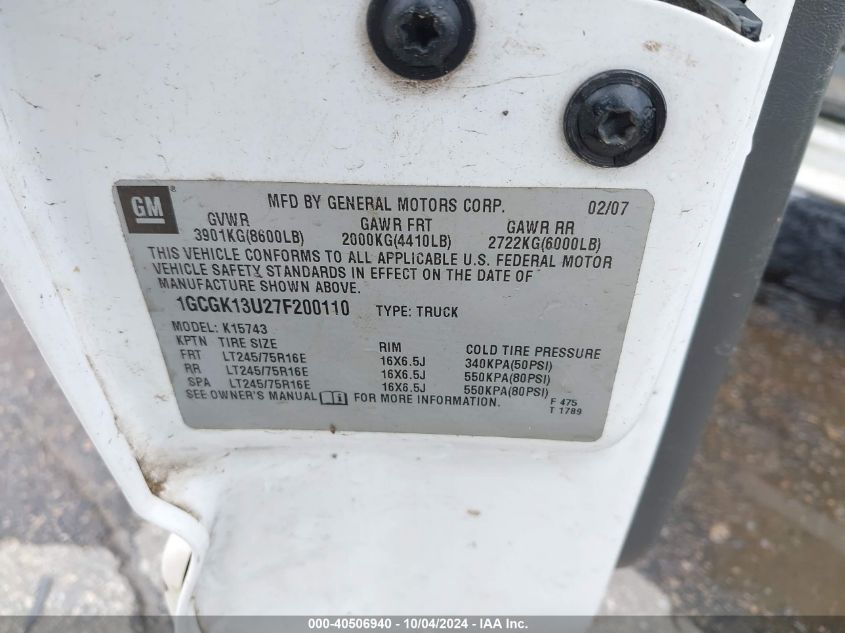 GM ® MFD BY GENERAL MOTORS CORP. 02/07
GVWR GAWR FRT GAWR RR
3901KG(8600LB) 2000KG(4410LB) 2722KG(6000LB)
THIS VEHICLE CONFORMS TO ALL APPLICABLE U.S. FEDERAL MOTOR
VEHICLE SAFETY STANDARDS IN EFFECT ON THE DATE OF
MANUFACTURE SHOWN ABOVE.
1GCGK13U27F200110 TYPE: TRUCK
MODEL: K15743
KPTN TIRE SIZE RIM COLD TIRE PRESSURE
FRT LT245/75R16E 16X6.5J 340KPA(50PSI)
RR LT245/75R16E 16X6.5J 550KPA(80PSI)
SPA LT245/75R16E 16X6.5J 550KPA(80PSI)
SEE OWNER'S MANUAL FOR MORE INFORMATION. F 475
T 1789
000-40506940 - 10/04/2024 - IAA Inc.